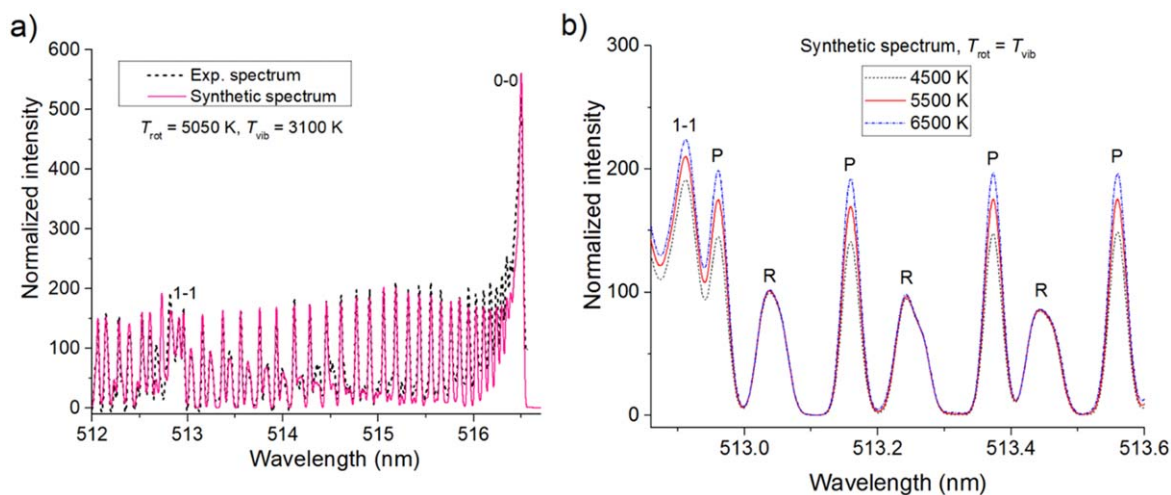 a)
600
500
400
300
200
100
0
Normalized intensity
Exp. spectrum
Synthetic spectrum
Trot = 5050 K, Tvib = 3100 K
0-0
1-1
512 513 514 515 516
Wavelength (nm)
b)
300
200
100
0
Normalized intensity
Synthetic spectrum, Trot = Tvib
4500 K
5500 K
6500 K
1-1
P P P P
R R R
513.0 513.2 513.4 513.6
Wavelength (nm)